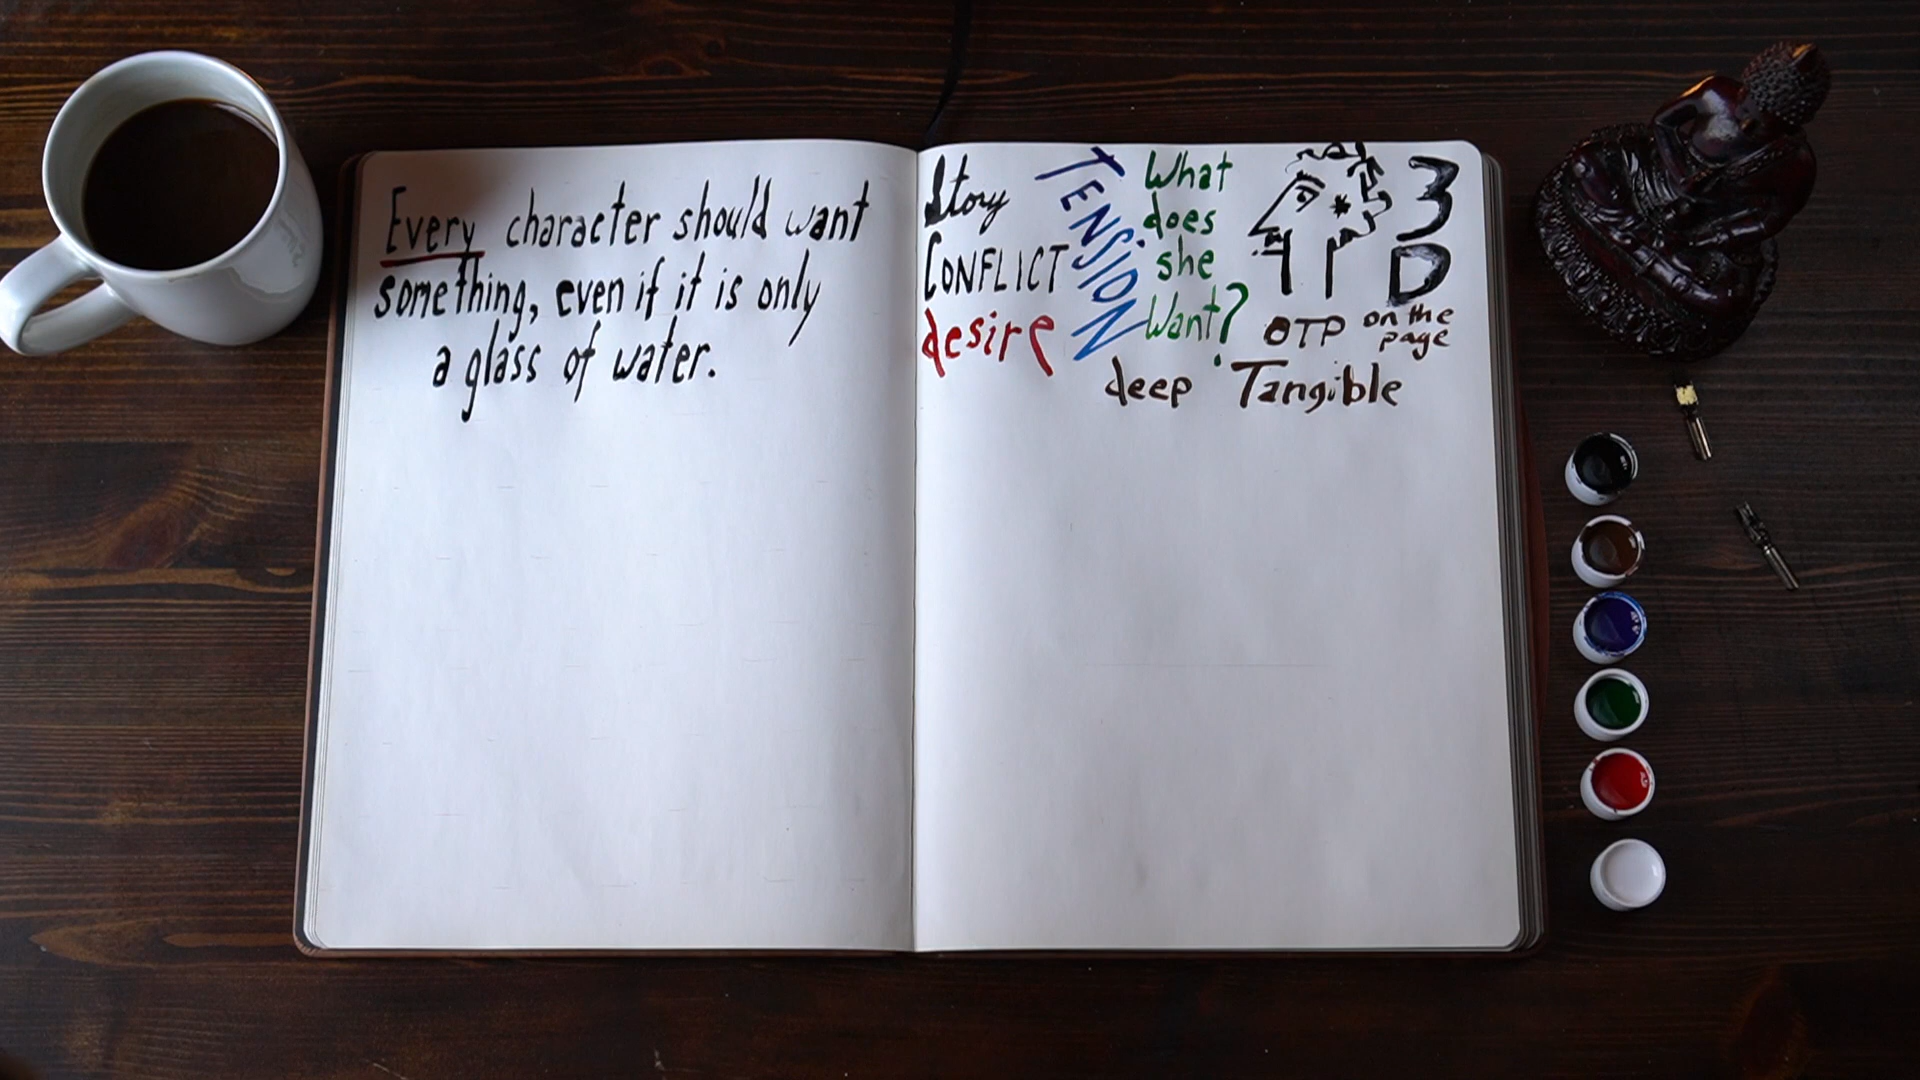 Every character should want
something, even if it is only
a glass of water.
Story
CONFLICT
desire
TENSION
What
does
she
Want?
3
D
OTP
on the
page
deep Tangible